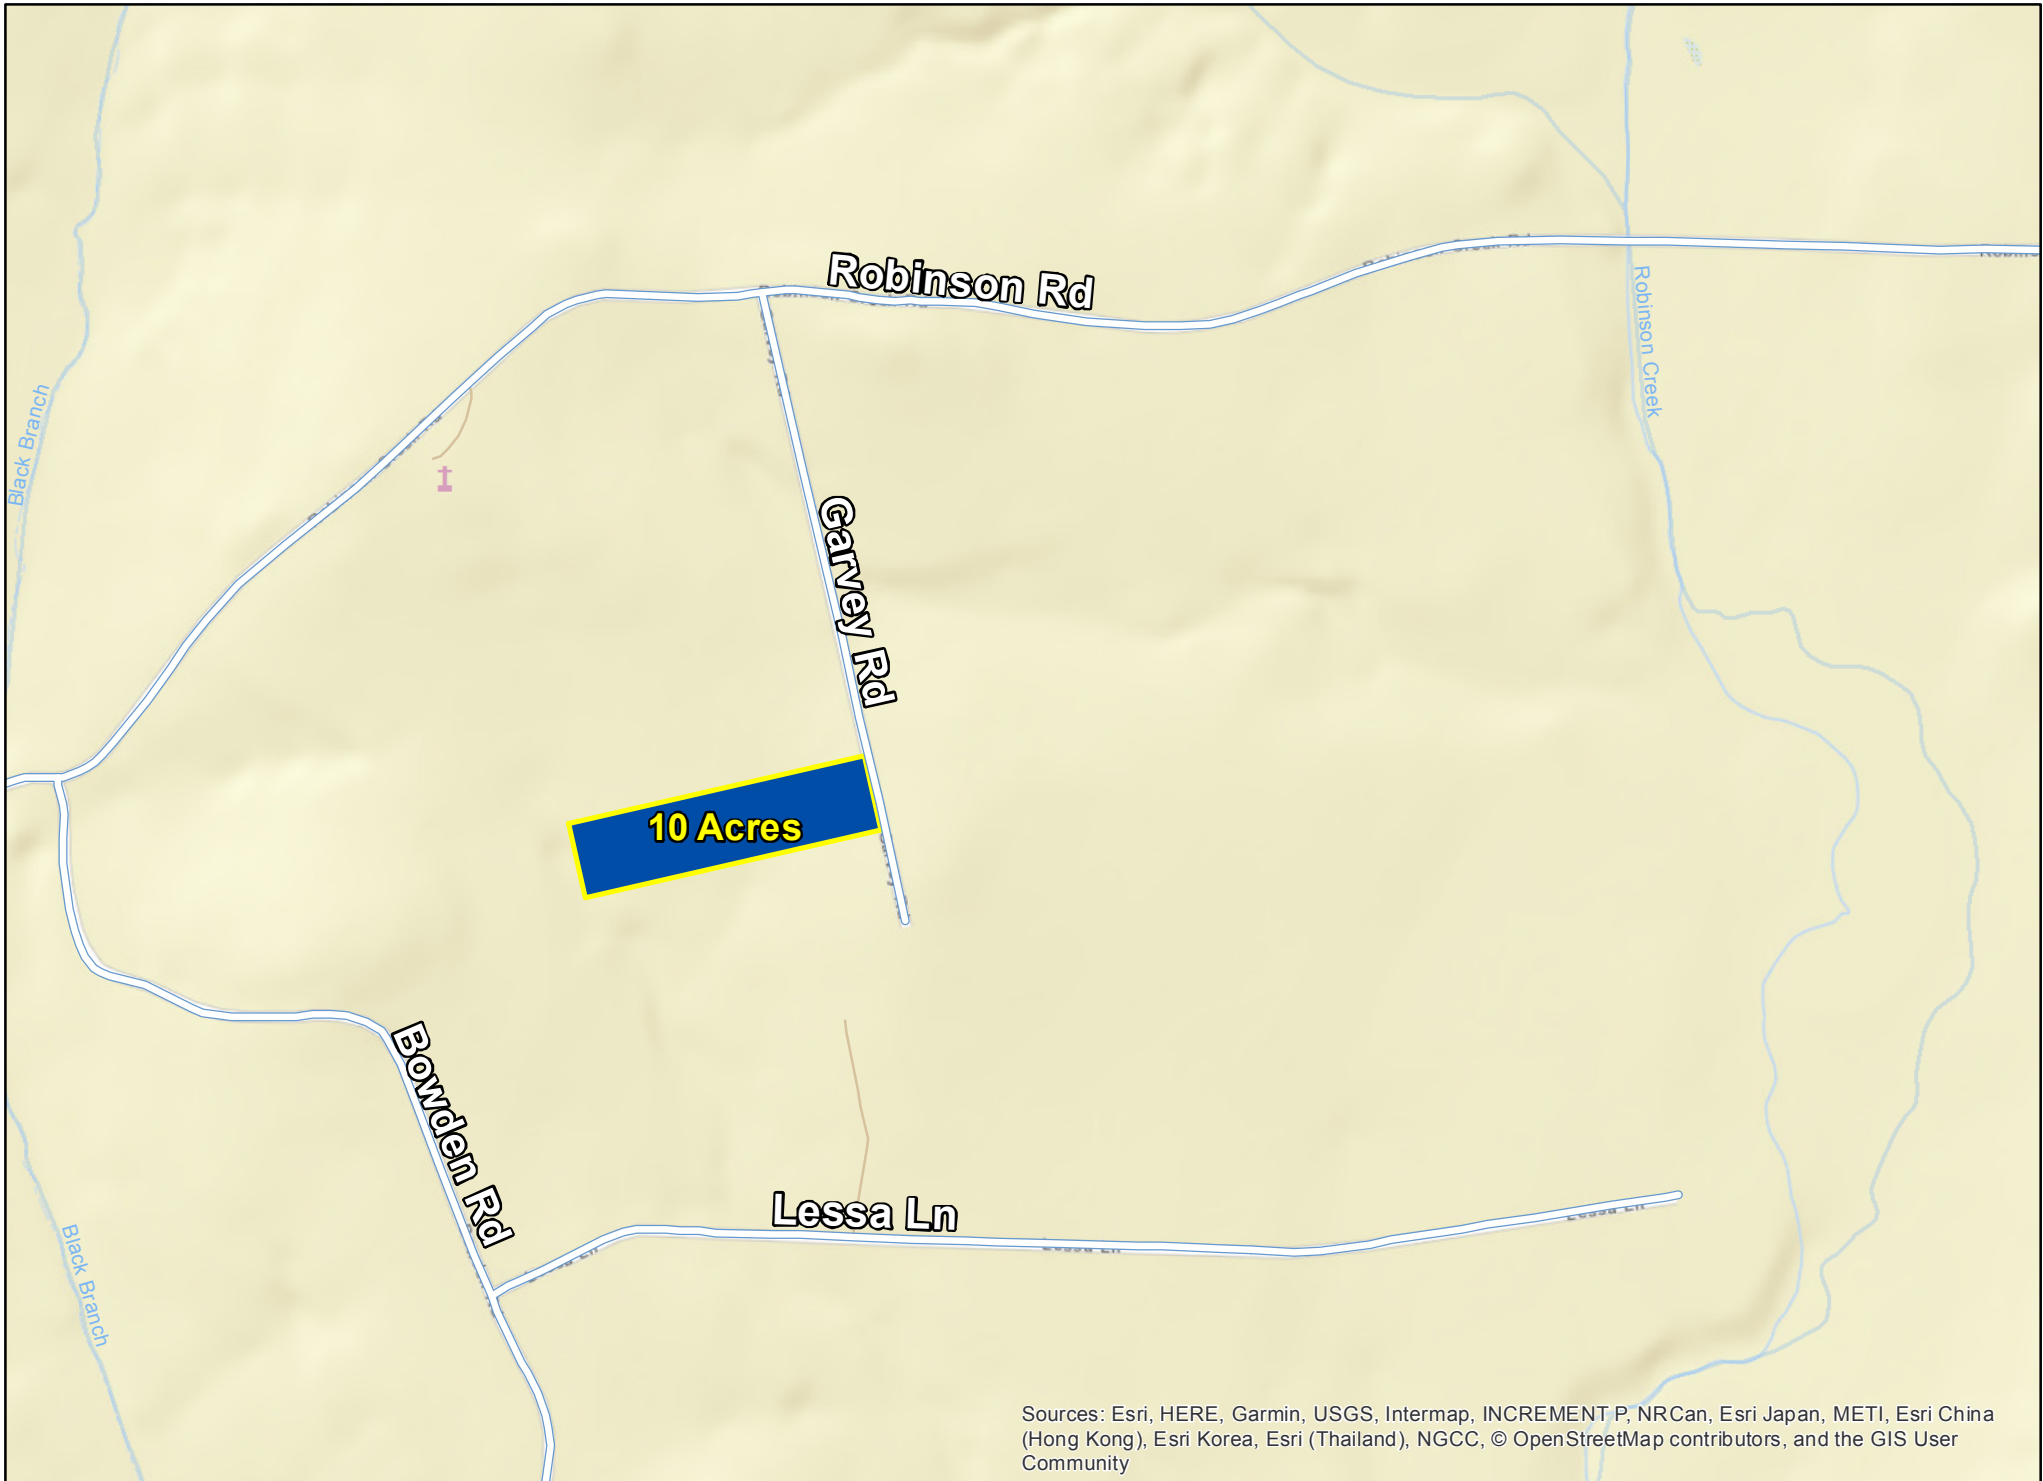 Robinson Rd
Robinson Creek
Black Branch
Garvey Rd
10 Acres
Bowden Rd
Lessa Ln
Lessa Ln
Black Branch
Sources: Esri, HERE, Garmin, USGS, Intermap, INCREMENT P, NRCan, Esri Japan, METI, Esri China
(Hong Kong), Esri Korea, Esri (Thailand), NGCC, © OpenStreetMap contributors, and the GIS User
Community